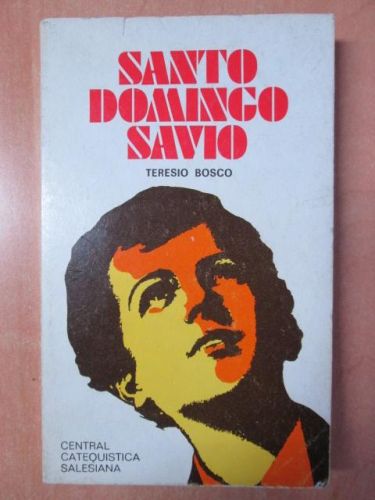 SANTO
DOMINGO
SAVIO
TERESIO BOSCO
CENTRAL
CATEQUISTICA
SALESIANA